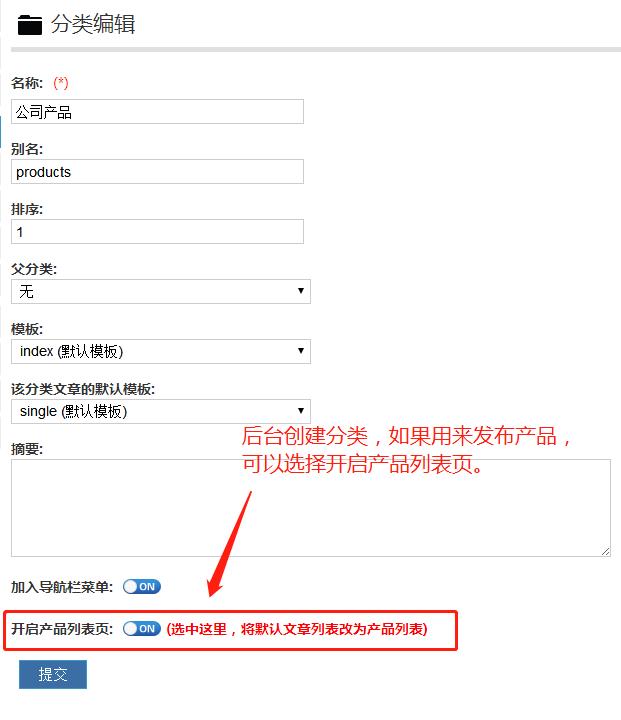 分类编辑
名称: (*)
公司产品
别名:
products
排序:
1
父分类:
无
模板:
index (默认模板)
该分类文章的默认模板:
single (默认模板)
后台创建分类，如果用来发布产品，
可以选择开启产品列表页。
摘要:
加入导航栏菜单: ON
开启产品列表页: ON (选中这里，将默认文章列表改为产品列表)
提交